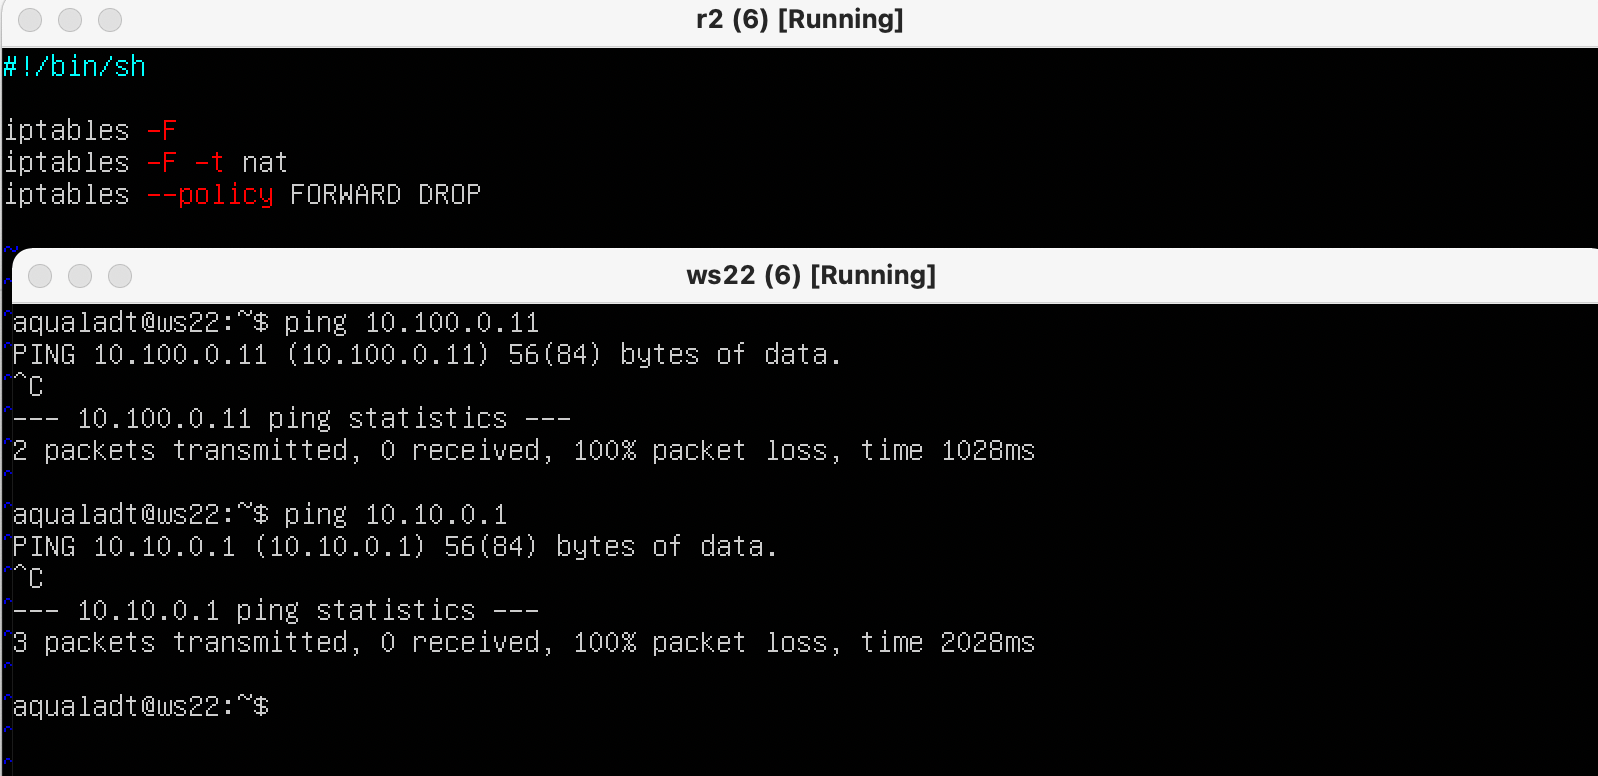 r2 (6) [Running]
#!/bin/sh
iptables -F
iptables -F -t nat
iptables --policy FORWARD DROP
~
ws22 (6) [Running]
aqualadt@ws22:~$ ping 10.100.0.11
PING 10.100.0.11 (10.100.0.11) 56(84) bytes of data.
^C
--- 10.100.0.11 ping statistics ---
2 packets transmitted, 0 received, 100% packet loss, time 1028ms
aqualadt@ws22:~$ ping 10.10.0.1
PING 10.10.0.1 (10.10.0.1) 56(84) bytes of data.
^C
--- 10.10.0.1 ping statistics ---
3 packets transmitted, 0 received, 100% packet loss, time 2028ms
aqualadt@ws22:~$